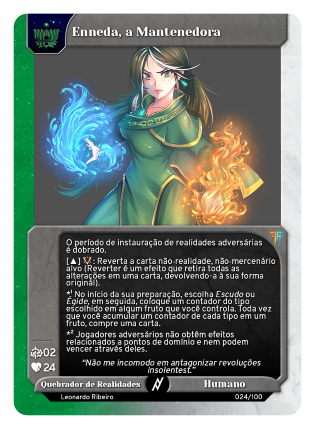 Enneda, a Mantenedora
O período de instauração de realidades adversárias
é dobrado.
[▲] : Reverta a carta não-realidade, não-mercenário
alvo (Reverter é um efeito que retira todas as
alterações em uma carta, devolvendo-a à sua forma
original).
*¹ No início da sua preparação, escolha Escudo ou
Égide, em seguida, coloque um contador do tipo
escolhido em algum fruto que você controla. Toda vez
que você acumular um contador de cada tipo em um
fruto, compre uma carta.
*² Jogadores adversários não obtêm efeitos
relacionados a pontos de domínio e nem podem
vencer através deles.
"Não me incomodo em antagonizar revoluções
insolentes."
02
24
Quebrador de Realidades
Humano
Leonardo Ribeiro
024/100